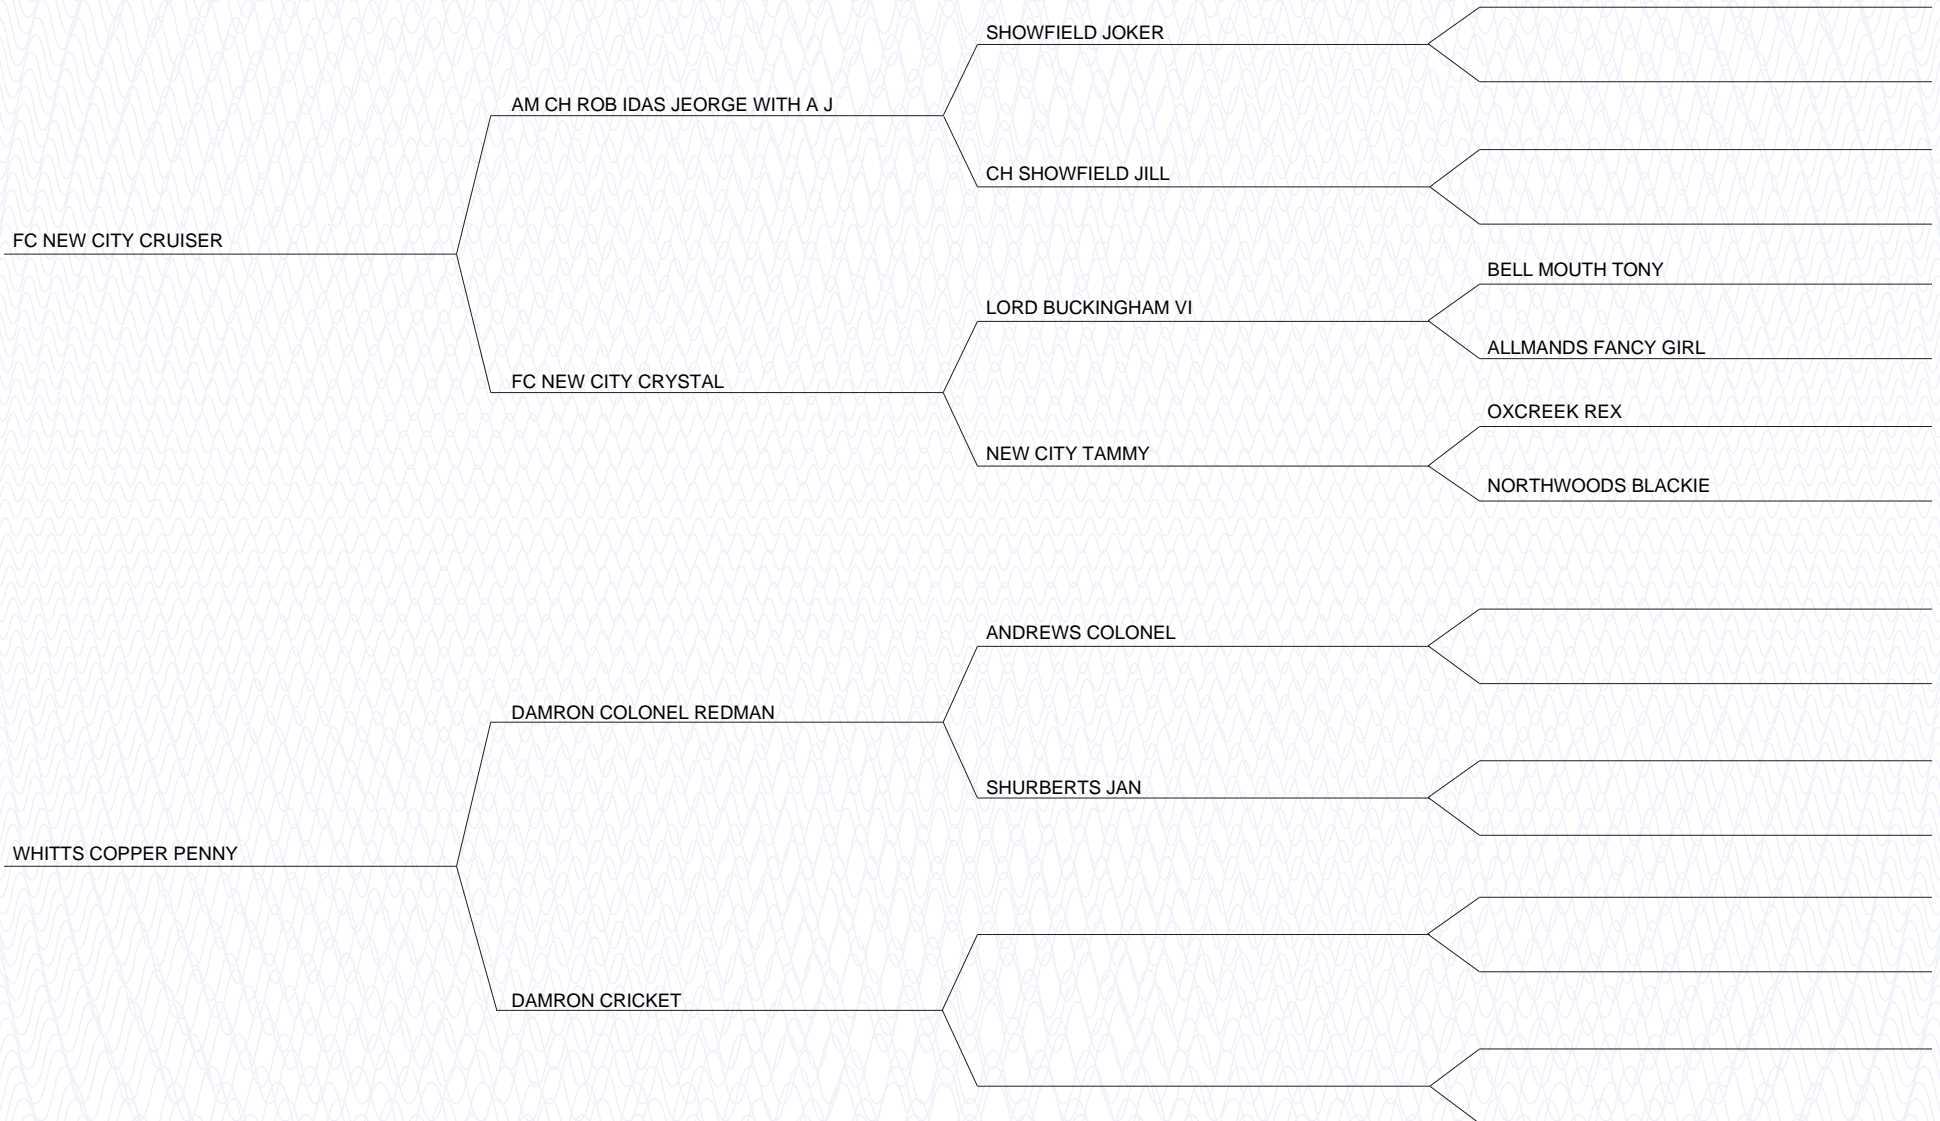 SHOWFIELD JOKER
AM CH ROB IDAS JEORGE WITH A J
CH SHOWFIELD JILL
FC NEW CITY CRUISER
BELL MOUTH TONY
LORD BUCKINGHAM VI
ALLMANDS FANCY GIRL
FC NEW CITY CRYSTAL
OXCREEK REX
NEW CITY TAMMY
NORTHWOODS BLACKIE
ANDREWS COLONEL
DAMRON COLONEL REDMAN
SHURBERTS JAN
WHITTS COPPER PENNY
DAMRON CRICKET